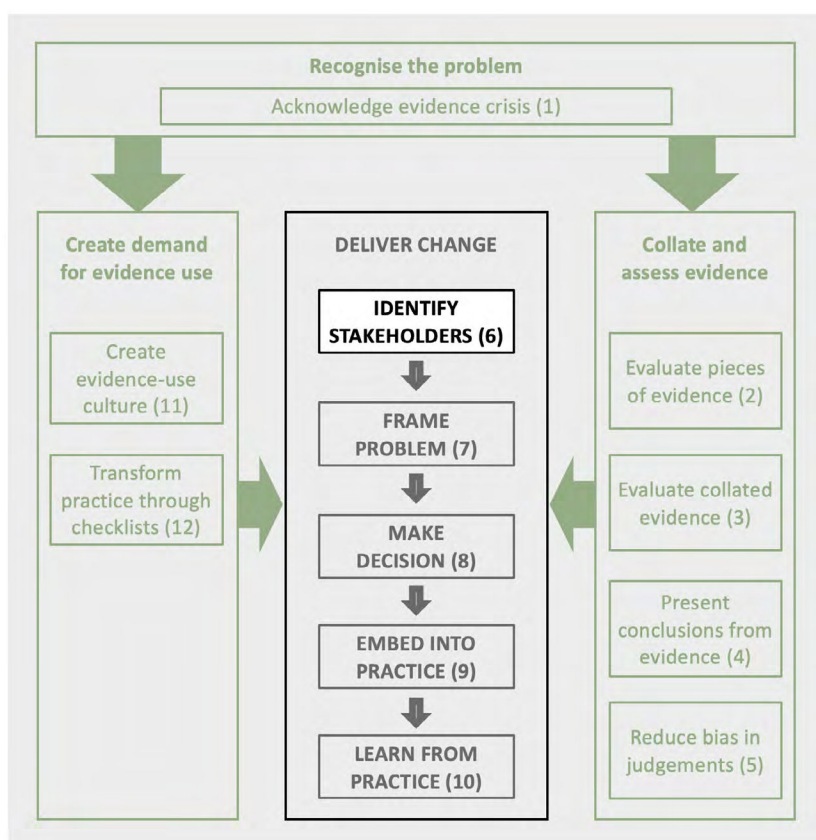 Recognise the problem
Acknowledge evidence crisis (1)
Create demand
for evidence use
Create
evidence-use
culture (11)
Transform
practice through
checklists (12)
DELIVER CHANGE
IDENTIFY
STAKEHOLDERS (6)
FRAME
PROBLEM (7)
MAKE
DECISION (8)
EMBED INTO
PRACTICE (9)
LEARN FROM
PRACTICE (10)
Collate and
assess evidence
Evaluate pieces
of evidence (2)
Evaluate collated
evidence (3)
Present
conclusions from
evidence (4)
Reduce bias in
judgements (5)